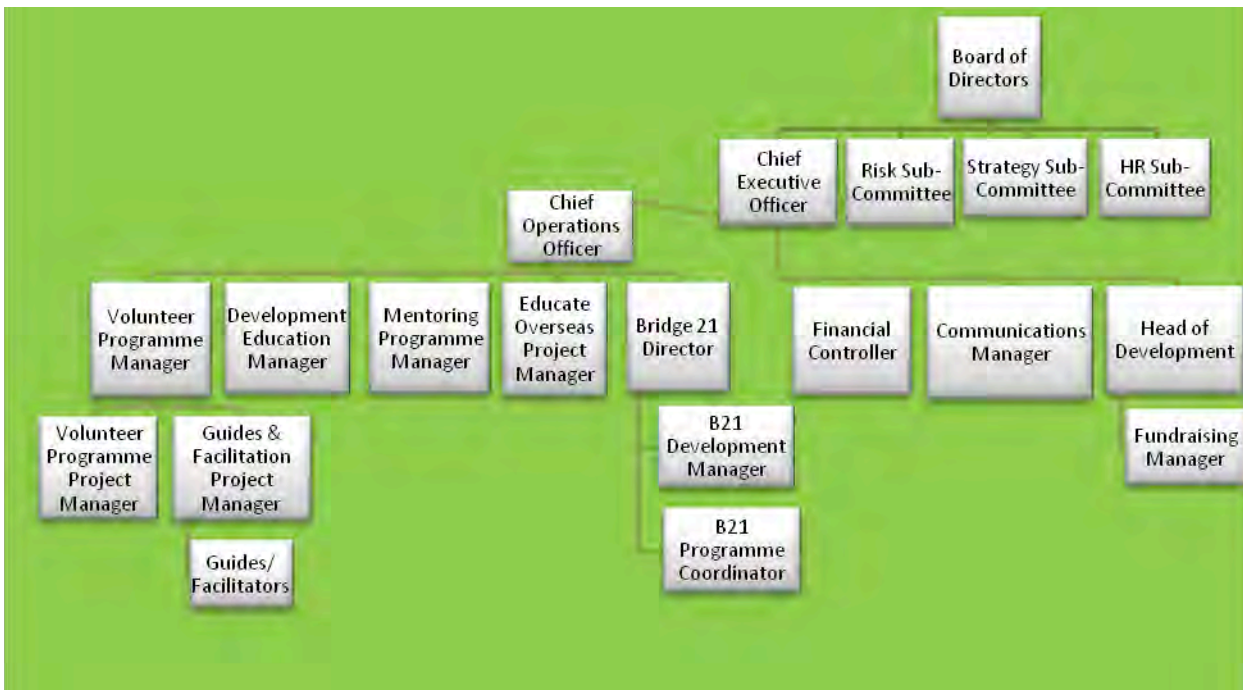 Board of
Directors
Chief
Executive
Officer
Risk Sub-
Committee
Strategy Sub-
Committee
HR Sub-
Committee
Chief
Operations
Officer
Volunteer
Programme
Manager
Development
Education
Manager
Mentoring
Programme
Manager
Educate
Overseas
Project
Manager
Bridge 21
Director
Financial
Controller
Communications
Manager
Head of
Development
Volunteer
Programme
Project
Manager
Guides &
Facilitation
Project
Manager
B21
Development
Manager
Fundraising
Manager
Guides/
Facilitators
B21
Programme
Coordinator